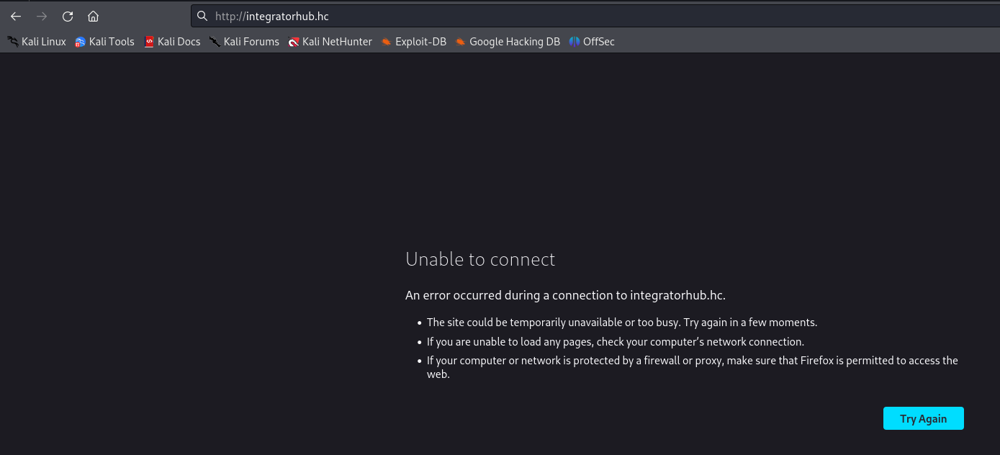 http://integratorhub.hc
Kali Linux Kali Tools Kali Docs Kali Forums Kali NetHunter Exploit-DB Google Hacking DB OffSec
Unable to connect
An error occurred during a connection to integratorhub.hc.
• The site could be temporarily unavailable or too busy. Try again in a few moments.
• If you are unable to load any pages, check your computer’s network connection.
• If your computer or network is protected by a firewall or proxy, make sure that Firefox is permitted to access the
web.
Try Again